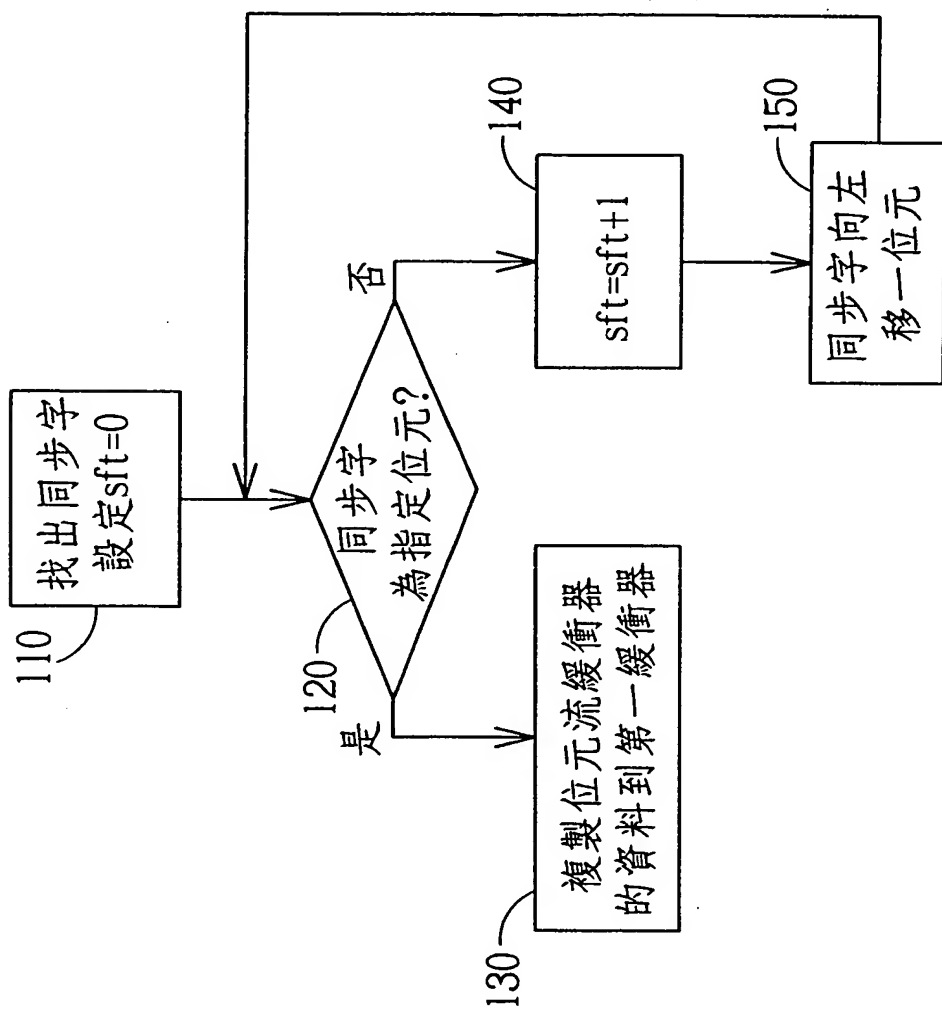 110
找出同步字
設定sft=0
120
同步字
為指定位元?
是
否
130
複製位元流緩衝器
的資料到第一緩衝器
140
sft=sft+1
150
同步字向左
移一位元